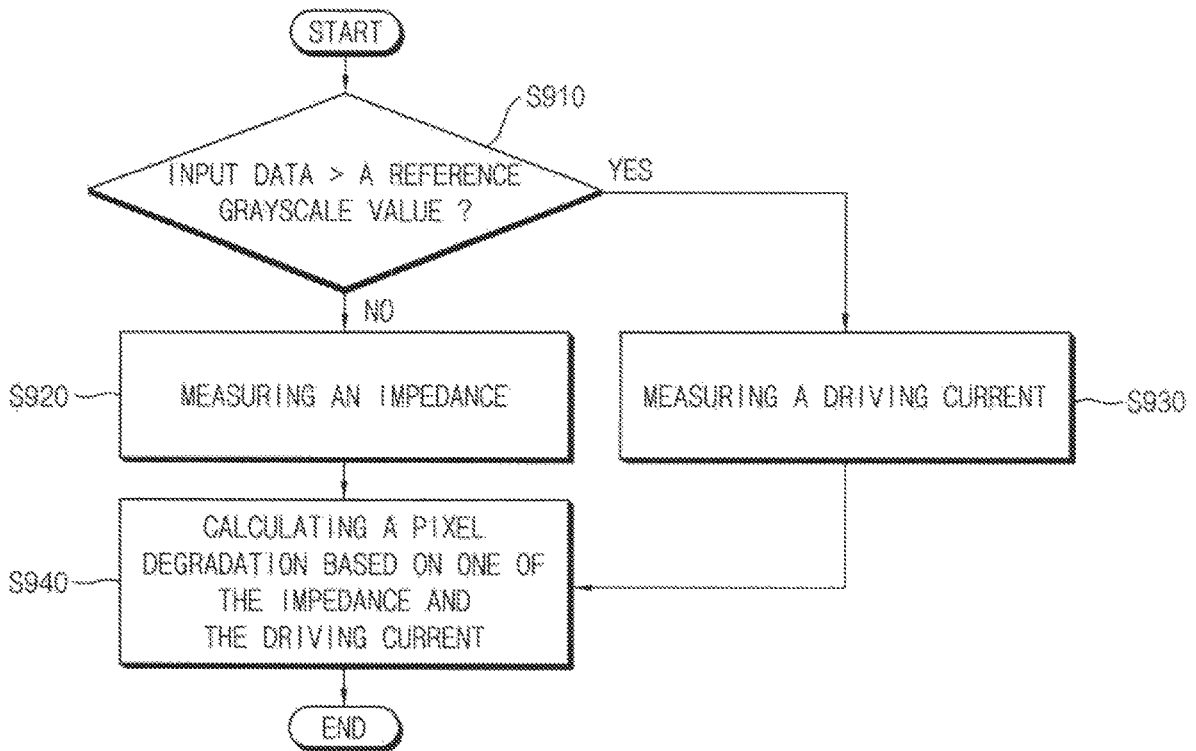 START
S910
INPUT DATA > A REFERENCE
GRAYSCALE VALUE ?
YES
NO
S920
MEASURING AN IMPEDANCE
MEASURING A DRIVING CURRENT
S930
S940
CALCULATING A PIXEL
DEGRADATION BASED ON ONE OF
THE IMPEDANCE AND
THE DRIVING CURRENT
END